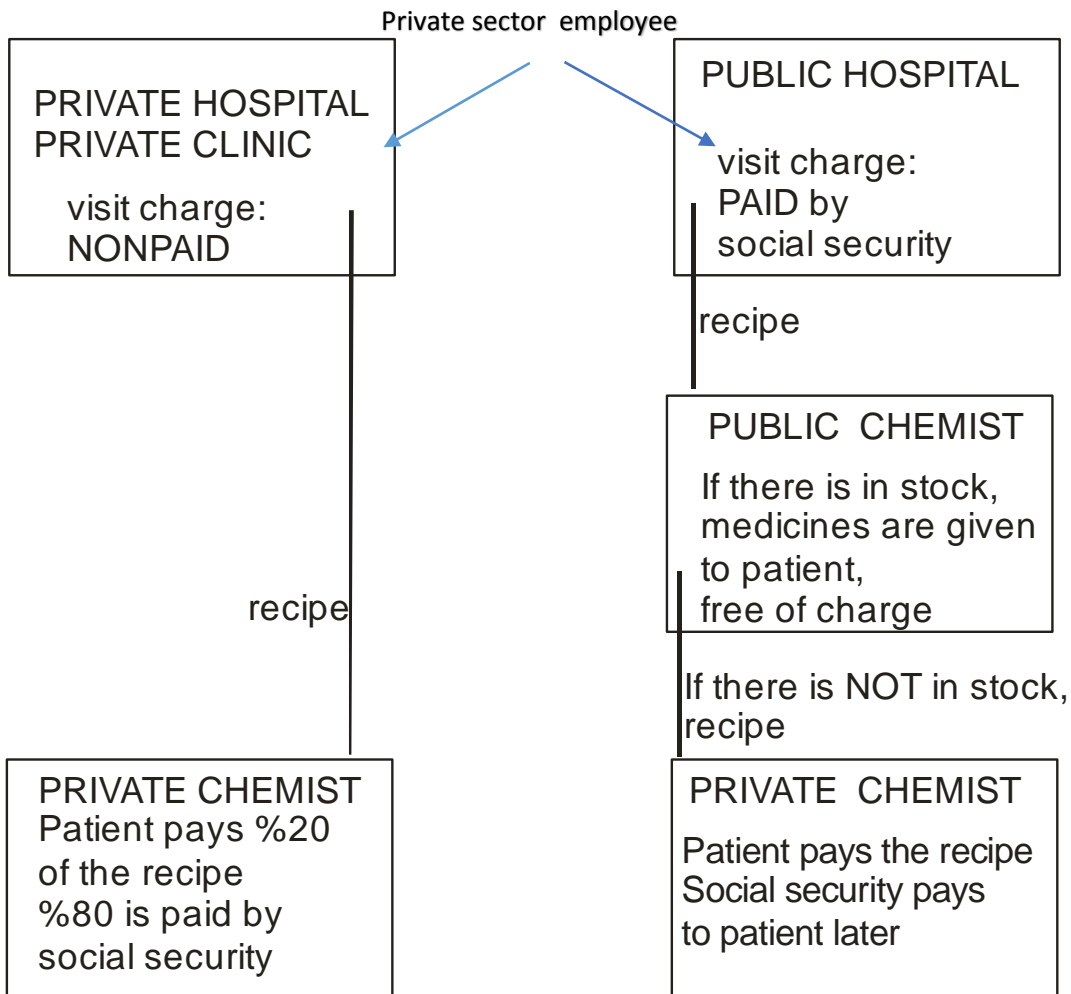 Private sector  employee
PRIVATE HOSPITAL
PRIVATE CLINIC
visit charge:
NONPAID
recipe
PRIVATE CHEMIST
Patient pays %20
of the recipe
%80 is paid by
social security
PUBLIC HOSPITAL
visit charge:
PAID by
social security
recipe
PUBLIC  CHEMIST
If there is in stock,
medicines are given
to patient,
free of charge
If there is NOT in stock,
recipe
PRIVATE  CHEMIST
Patient pays the recipe
Social security pays
to patient later